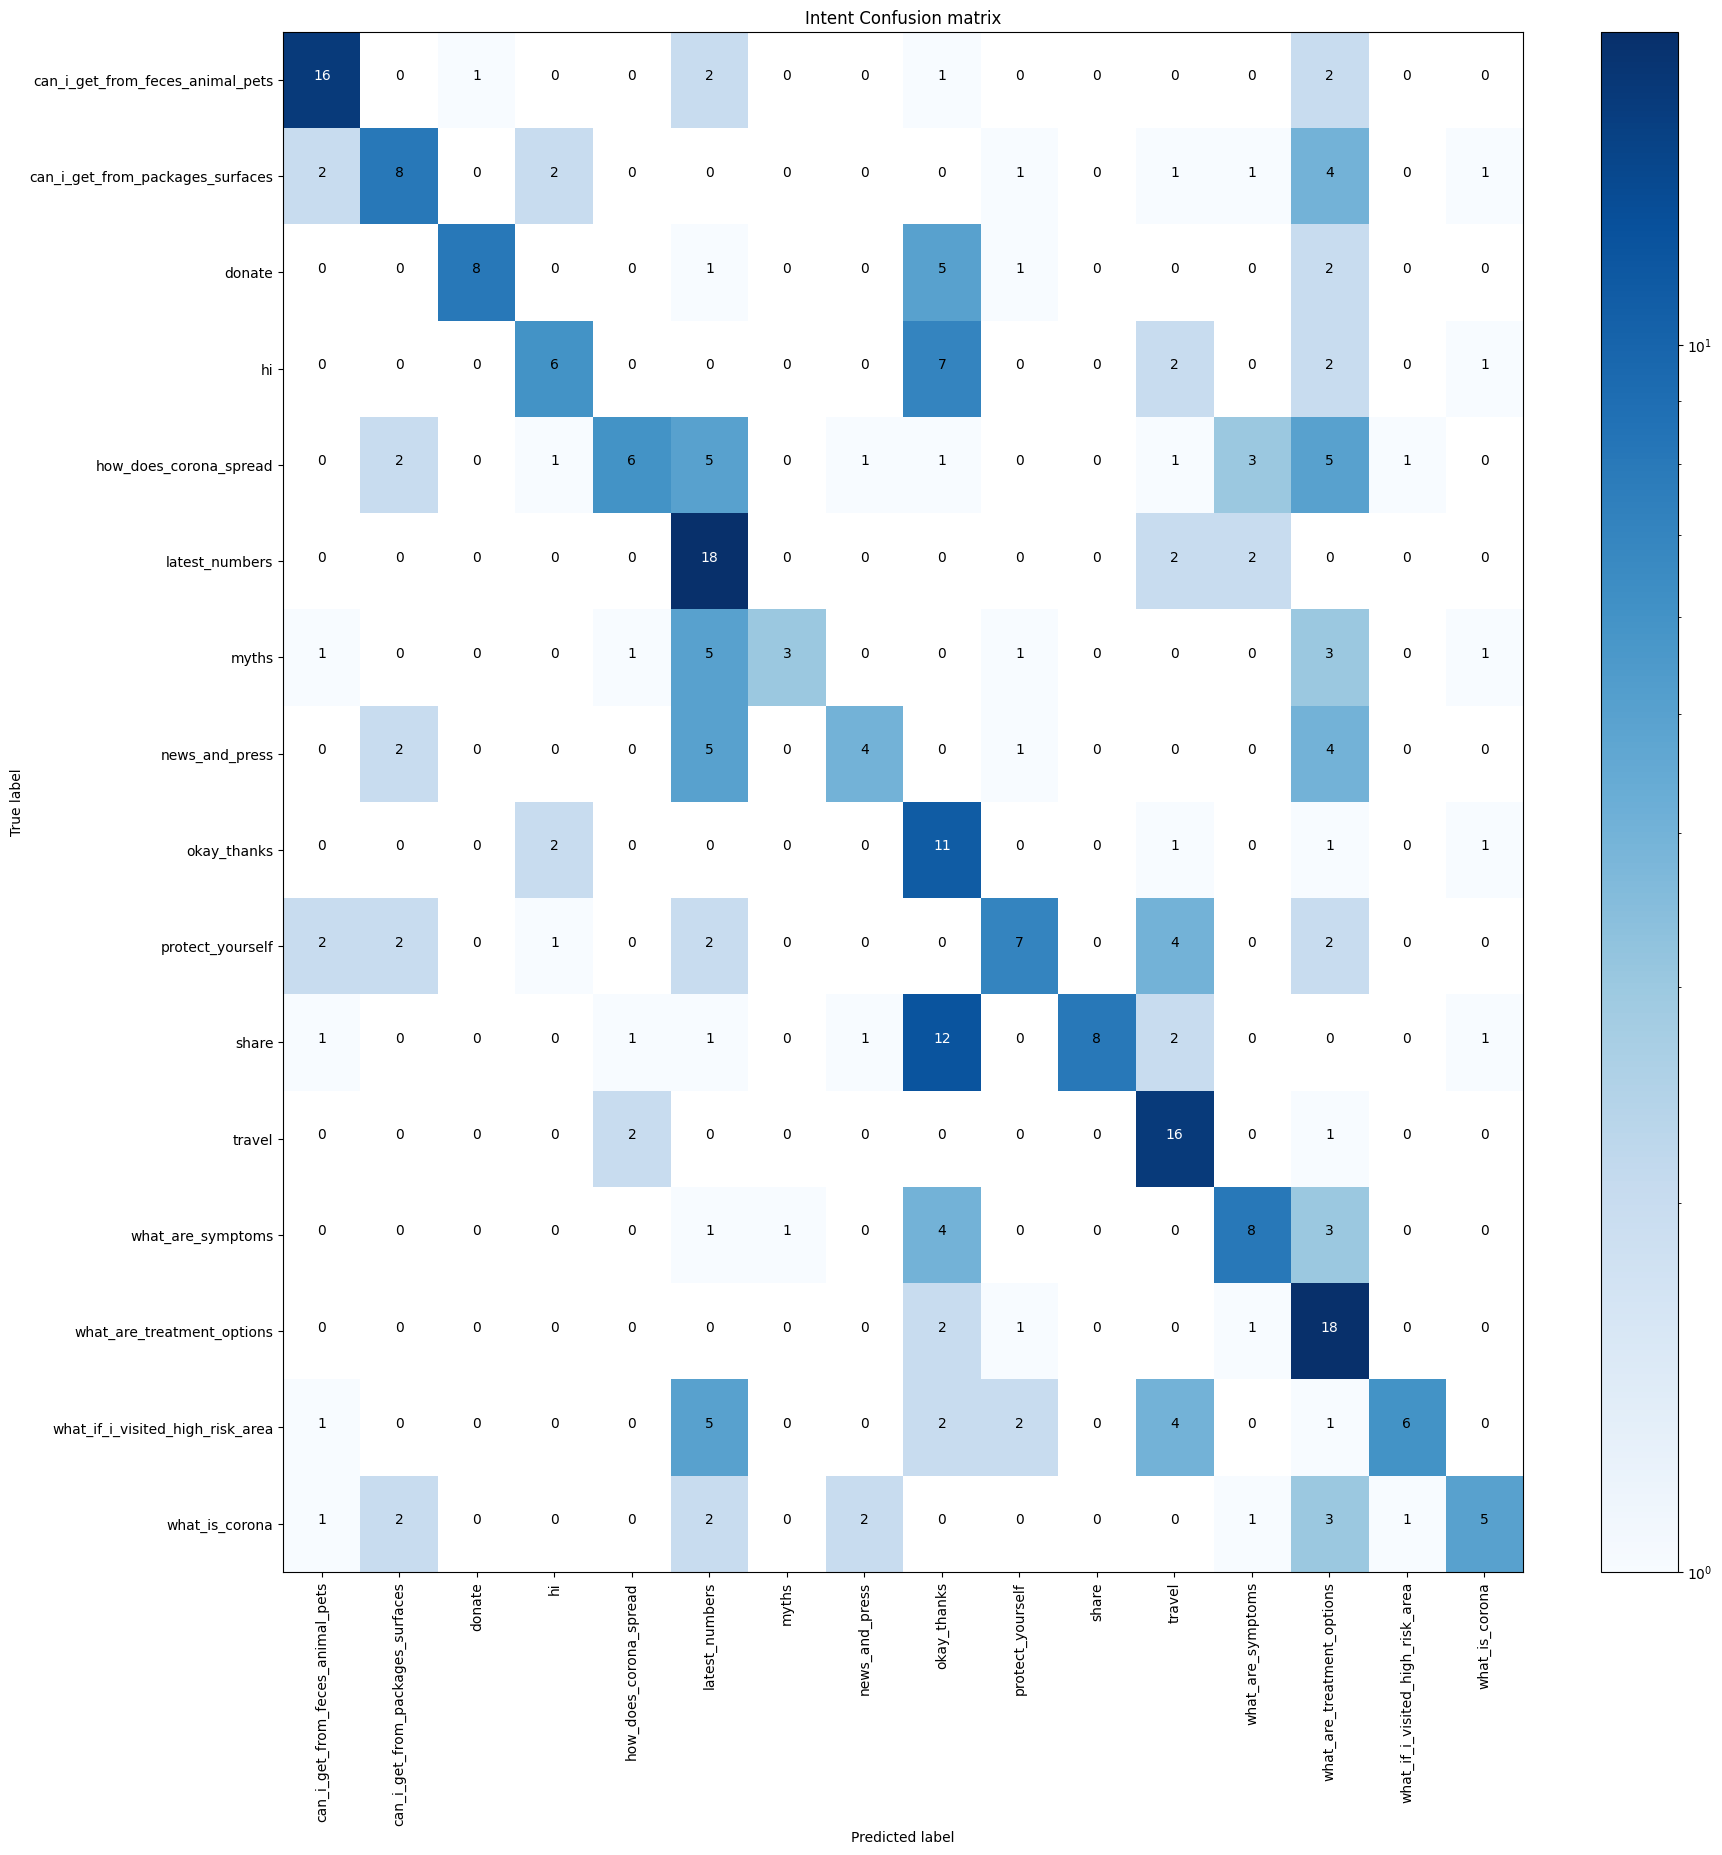 Intent Confusion matrix
can_i_get_from_feces_animal_pets 16 0 1 0 0 2 0 0 1 0 0 0 0 2 0 0
can_i_get_from_packages_surfaces 2 8 0 2 0 0 0 0 0 1 0 1 1 4 0 1
donate 0 0 8 0 0 1 0 0 5 1 0 0 0 2 0 0
hi 0 0 0 6 0 0 0 0 7 0 0 2 0 2 0 1
how_does_corona_spread 0 2 0 1 6 5 0 1 1 0 0 1 3 5 1 0
latest_numbers 0 0 0 0 0 18 0 0 0 0 0 2 2 0 0 0
myths 1 0 0 0 1 5 3 0 0 1 0 0 0 3 0 1
news_and_press 0 2 0 0 0 5 0 4 0 1 0 0 0 4 0 0
okay_thanks 0 0 0 2 0 0 0 0 11 0 0 1 0 1 0 1
protect_yourself 2 2 0 1 0 2 0 0 0 7 0 4 0 2 0 0
share 1 0 0 0 1 1 0 1 12 0 8 2 0 0 0 1
travel 0 0 0 0 2 0 0 0 0 0 0 16 0 1 0 0
what_are_symptoms 0 0 0 0 0 1 1 0 4 0 0 0 8 3 0 0
what_are_treatment_options 0 0 0 0 0 0 0 0 2 1 0 0 1 18 0 0
what_if_i_visited_high_risk_area 1 0 0 0 0 5 0 0 2 2 0 4 0 1 6 0
what_is_corona 1 2 0 0 0 2 0 2 0 0 0 0 1 3 1 5
True label
can_i_get_from_feces_animal_pets
can_i_get_from_packages_surfaces
donate
hi
how_does_corona_spread
latest_numbers
myths
news_and_press
okay_thanks
protect_yourself
share
travel
what_are_symptoms
what_are_treatment_options
what_if_i_visited_high_risk_area
what_is_corona
Predicted label
10¹
10⁰